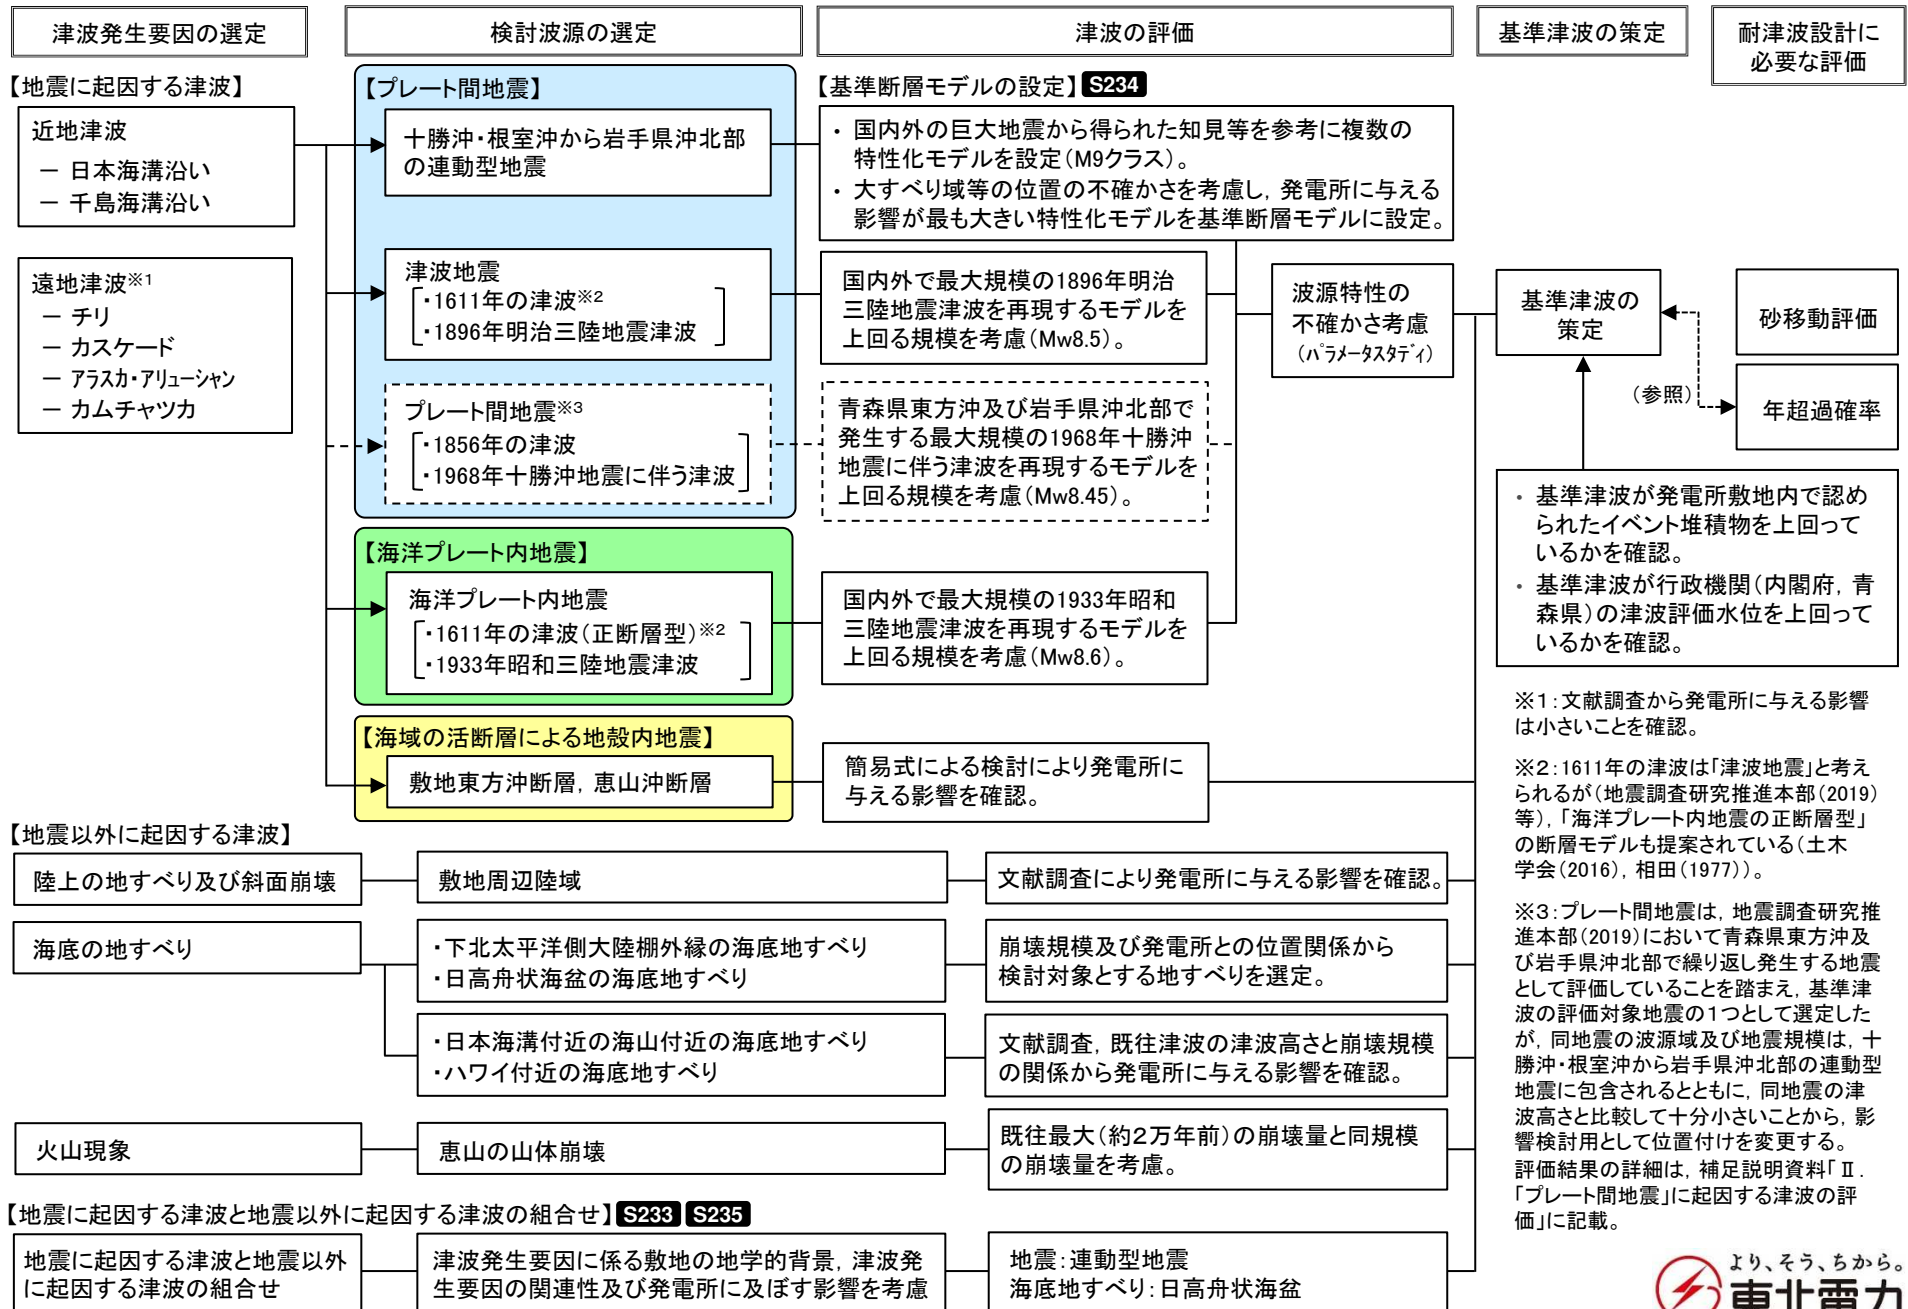 津波発生要因の選定
検討波源の選定
津波の評価
基準津波の策定
耐津波設計に
必要な評価
【地震に起因する津波】
近地津波
－ 日本海溝沿い
－ 千島海溝沿い
遠地津波※1
－ チリ
－ カスケード
－ アラスカ・アリューシャン
－ カムチャツカ
【プレート間地震】
十勝沖・根室沖から岩手県沖北部
の連動型地震
津波地震
・1611年の津波※2
・1896年明治三陸地震津波
プレート間地震※3
・1856年の津波
・1968年十勝沖地震に伴う津波
【海洋プレート内地震】
海洋プレート内地震
・1611年の津波（正断層型）※2
・1933年昭和三陸地震津波
【海域の活断層による地殻内地震】
敷地東方沖断層，恵山沖断層
【基準断層モデルの設定】 S234
・ 国内外の巨大地震から得られた知見等を参考に複数の
特性化モデルを設定（M9クラス）。
・ 大すべり域等の位置の不確かさを考慮し，発電所に与える
影響が最も大きい特性化モデルを基準断層モデルに設定。
国内外で最大規模の1896年明治
三陸地震津波を再現するモデルを
上回る規模を考慮（Mw8.5）。
青森県東方沖及び岩手県沖北部で
発生する最大規模の1968年十勝沖
地震に伴う津波を再現するモデルを
上回る規模を考慮（Mw8.45）。
国内外で最大規模の1933年昭和
三陸地震津波を再現するモデルを
上回る規模を考慮（Mw8.6）。
簡易式による検討により発電所に
与える影響を確認。
波源特性の
不確かさ考慮
（ﾊﾟﾗﾒｰﾀｽﾀﾃﾞｨ）
基準津波の
策定
砂移動評価
（参照）
年超過確率
・ 基準津波が発電所敷地内で認め
られたイベント堆積物を上回って
いるかを確認。
・ 基準津波が行政機関（内閣府，青
森県）の津波評価水位を上回って
いるかを確認。
【地震以外に起因する津波】
陸上の地すべり及び斜面崩壊
敷地周辺陸域
文献調査により発電所に与える影響を確認。
海底の地すべり
・下北太平洋側大陸棚外縁の海底地すべり
・日高舟状海盆の海底地すべり
崩壊規模及び発電所との位置関係から
検討対象とする地すべりを選定。
・日本海溝付近の海山付近の海底地すべり
・ハワイ付近の海底地すべり
文献調査，既往津波の津波高さと崩壊規模
の関係から発電所に与える影響を確認。
火山現象
恵山の山体崩壊
既往最大（約２万年前）の崩壊量と同規模
の崩壊量を考慮。
【地震に起因する津波と地震以外に起因する津波の組合せ】 S233 S235
地震に起因する津波と地震以外
に起因する津波の組合せ
津波発生要因に係る敷地の地学的背景，津波発
生要因の関連性及び発電所に及ぼす影響を考慮
地震：連動型地震
海底地すべり：日高舟状海盆
※１：文献調査から発電所に与える影響
は小さいことを確認。
※２：1611年の津波は「津波地震」と考え
られるが（地震調査研究推進本部（2019）
等），「海洋プレート内地震の正断層型」
の断層モデルも提案されている（土木
学会（2016），相田（1977））。
※３：プレート間地震は，地震調査研究推
進本部（2019）において青森県東方沖及
び岩手県沖北部で繰り返し発生する地震
として評価していることを踏まえ，基準津
波の評価対象地震の１つとして選定した
が，同地震の波源域及び地震規模は，十
勝沖・根室沖から岩手県沖北部の連動型
地震に包含されるとともに，同地震の津
波高さと比較して十分小さいことから，影
響検討用として位置付けを変更する。
評価結果の詳細は，補足説明資料「Ⅱ．
「プレート間地震」に起因する津波の評
価」に記載。
より、そう、ちから。
東北電力